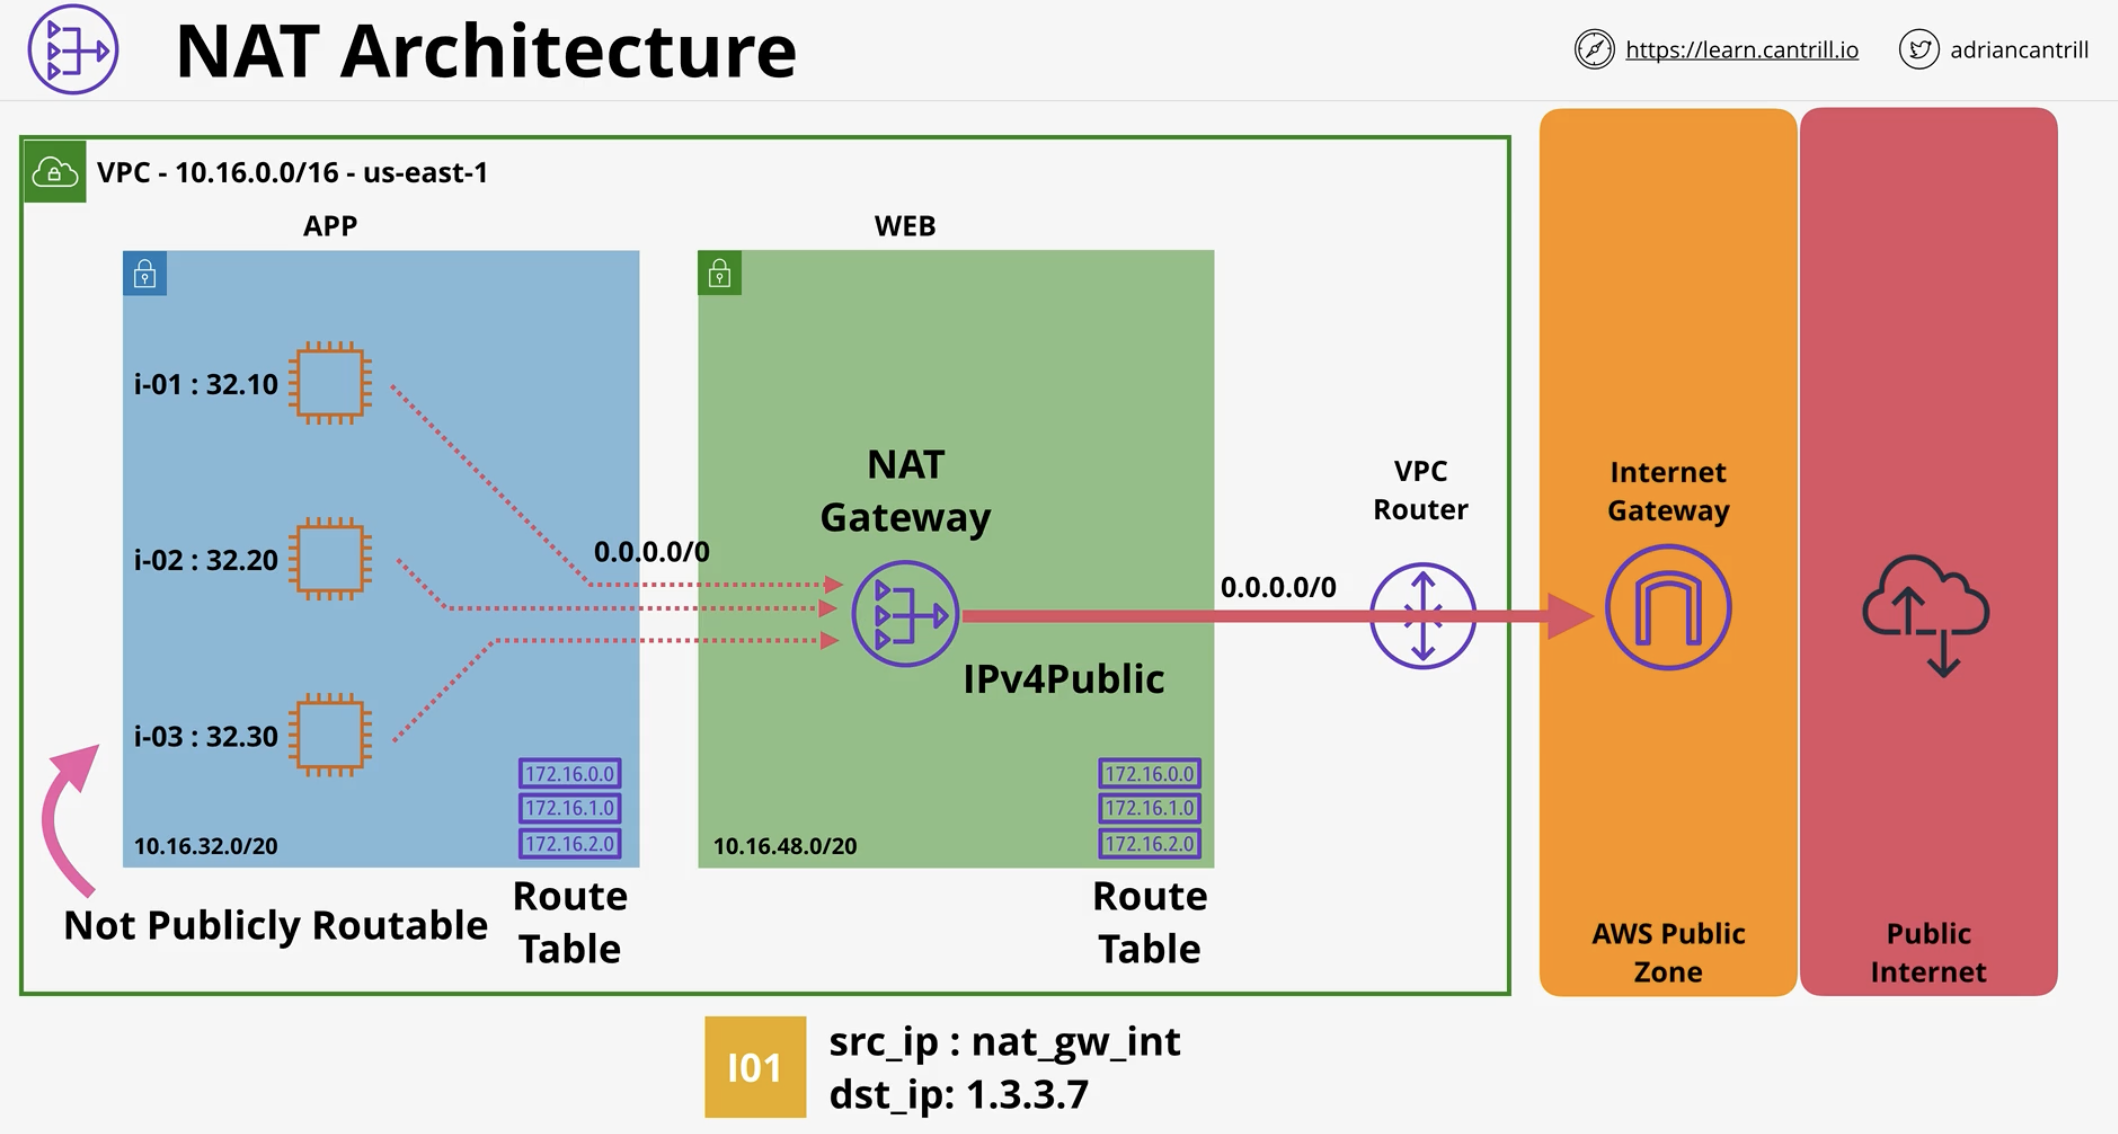 NAT Architecture
https://learn.cantrill.io
adriancantrill
VPC - 10.16.0.0/16 - us-east-1
APP
WEB
i-01 : 32.10
i-02 : 32.20
i-03 : 32.30
0.0.0.0/0
NAT
Gateway
IPv4Public
0.0.0.0/0
VPC
Router
Internet
Gateway
172.16.0.0
172.16.1.0
172.16.2.0
10.16.32.0/20
172.16.0.0
172.16.1.0
172.16.2.0
10.16.48.0/20
Not Publicly Routable
Route
Table
Route
Table
AWS Public
Zone
Public
Internet
I01
src_ip : nat_gw_int
dst_ip: 1.3.3.7